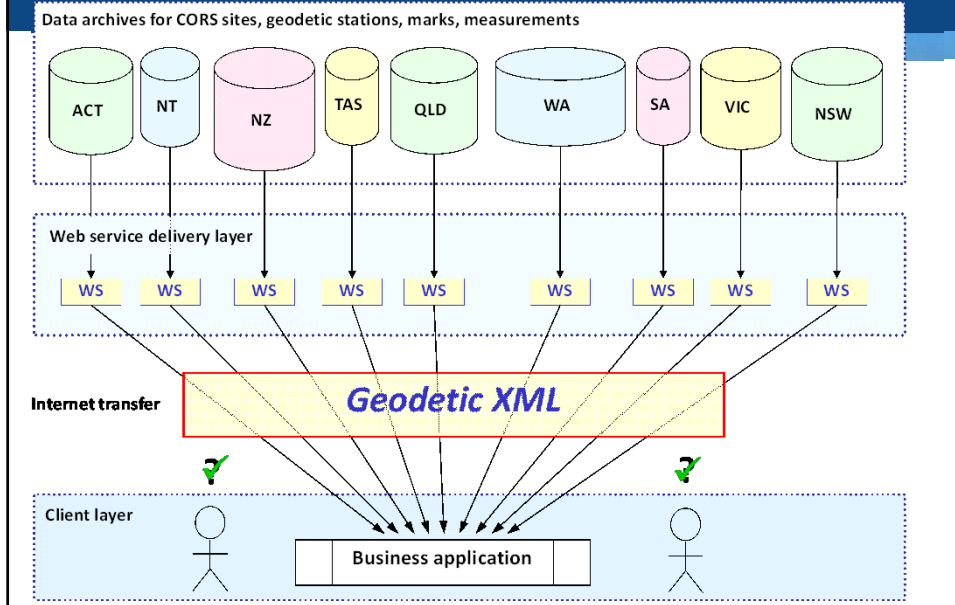 Data archives for CORS sites, geodetic stations, marks, measurements
ACT
NT
NZ
TAS
QLD
WA
SA
VIC
NSW
Web service delivery layer
WS
WS
WS
WS
WS
WS
WS
WS
WS
Internet transfer
Geodetic XML
?
?
Client layer
Business application